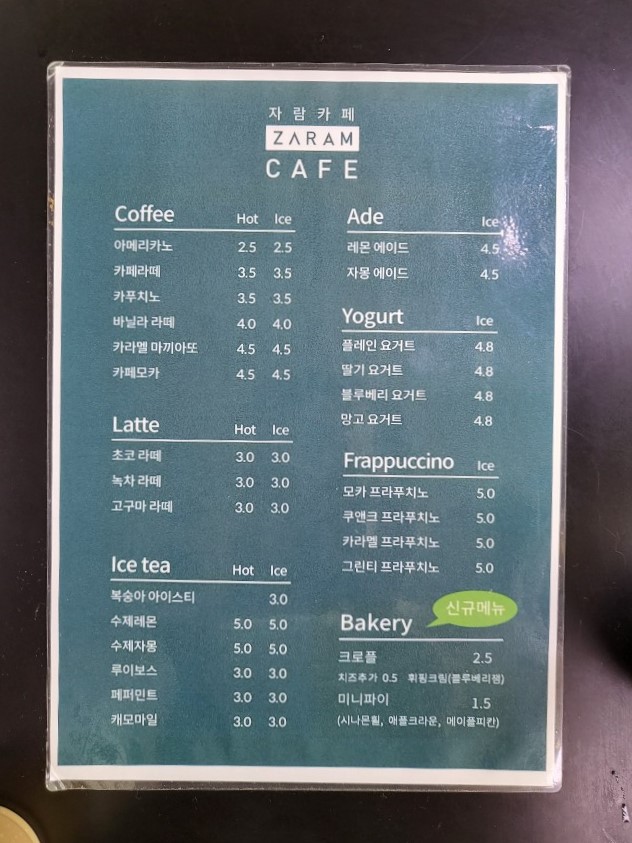 자람카페
ZARAM
CAFE
Coffee Hot Ice
아메리카노 2.5 2.5
카페라떼 3.5 3.5
카푸치노 3.5 3.5
바닐라 라떼 4.0 4.0
카라멜 마끼아또 4.5 4.5
카페모카 4.5 4.5
Latte Hot Ice
초코 라떼 3.0 3.0
녹차 라떼 3.0 3.0
고구마 라떼 3.0 3.0
Ice tea Hot Ice
복숭아 아이스티 3.0
수제레몬 5.0 5.0
수제자몽 5.0 5.0
루이보스 3.0 3.0
페퍼민트 3.0 3.0
캐모마일 3.0 3.0
Ade Ice
레몬 에이드 4.5
자몽 에이드 4.5
Yogurt Ice
플레인 요거트 4.8
딸기 요거트 4.8
블루베리 요거트 4.8
망고 요거트 4.8
Frappuccino Ice
모카 프라푸치노 5.0
쿠앤크 프라푸치노 5.0
카라멜 프라푸치노 5.0
그린티 프라푸치노 5.0
신규메뉴
Bakery
크로플 2.5
치즈추가 0.5 휘핑크림(블루베리잼)
미니파이 1.5
(시나몬휠, 애플크라운, 메이플피칸)